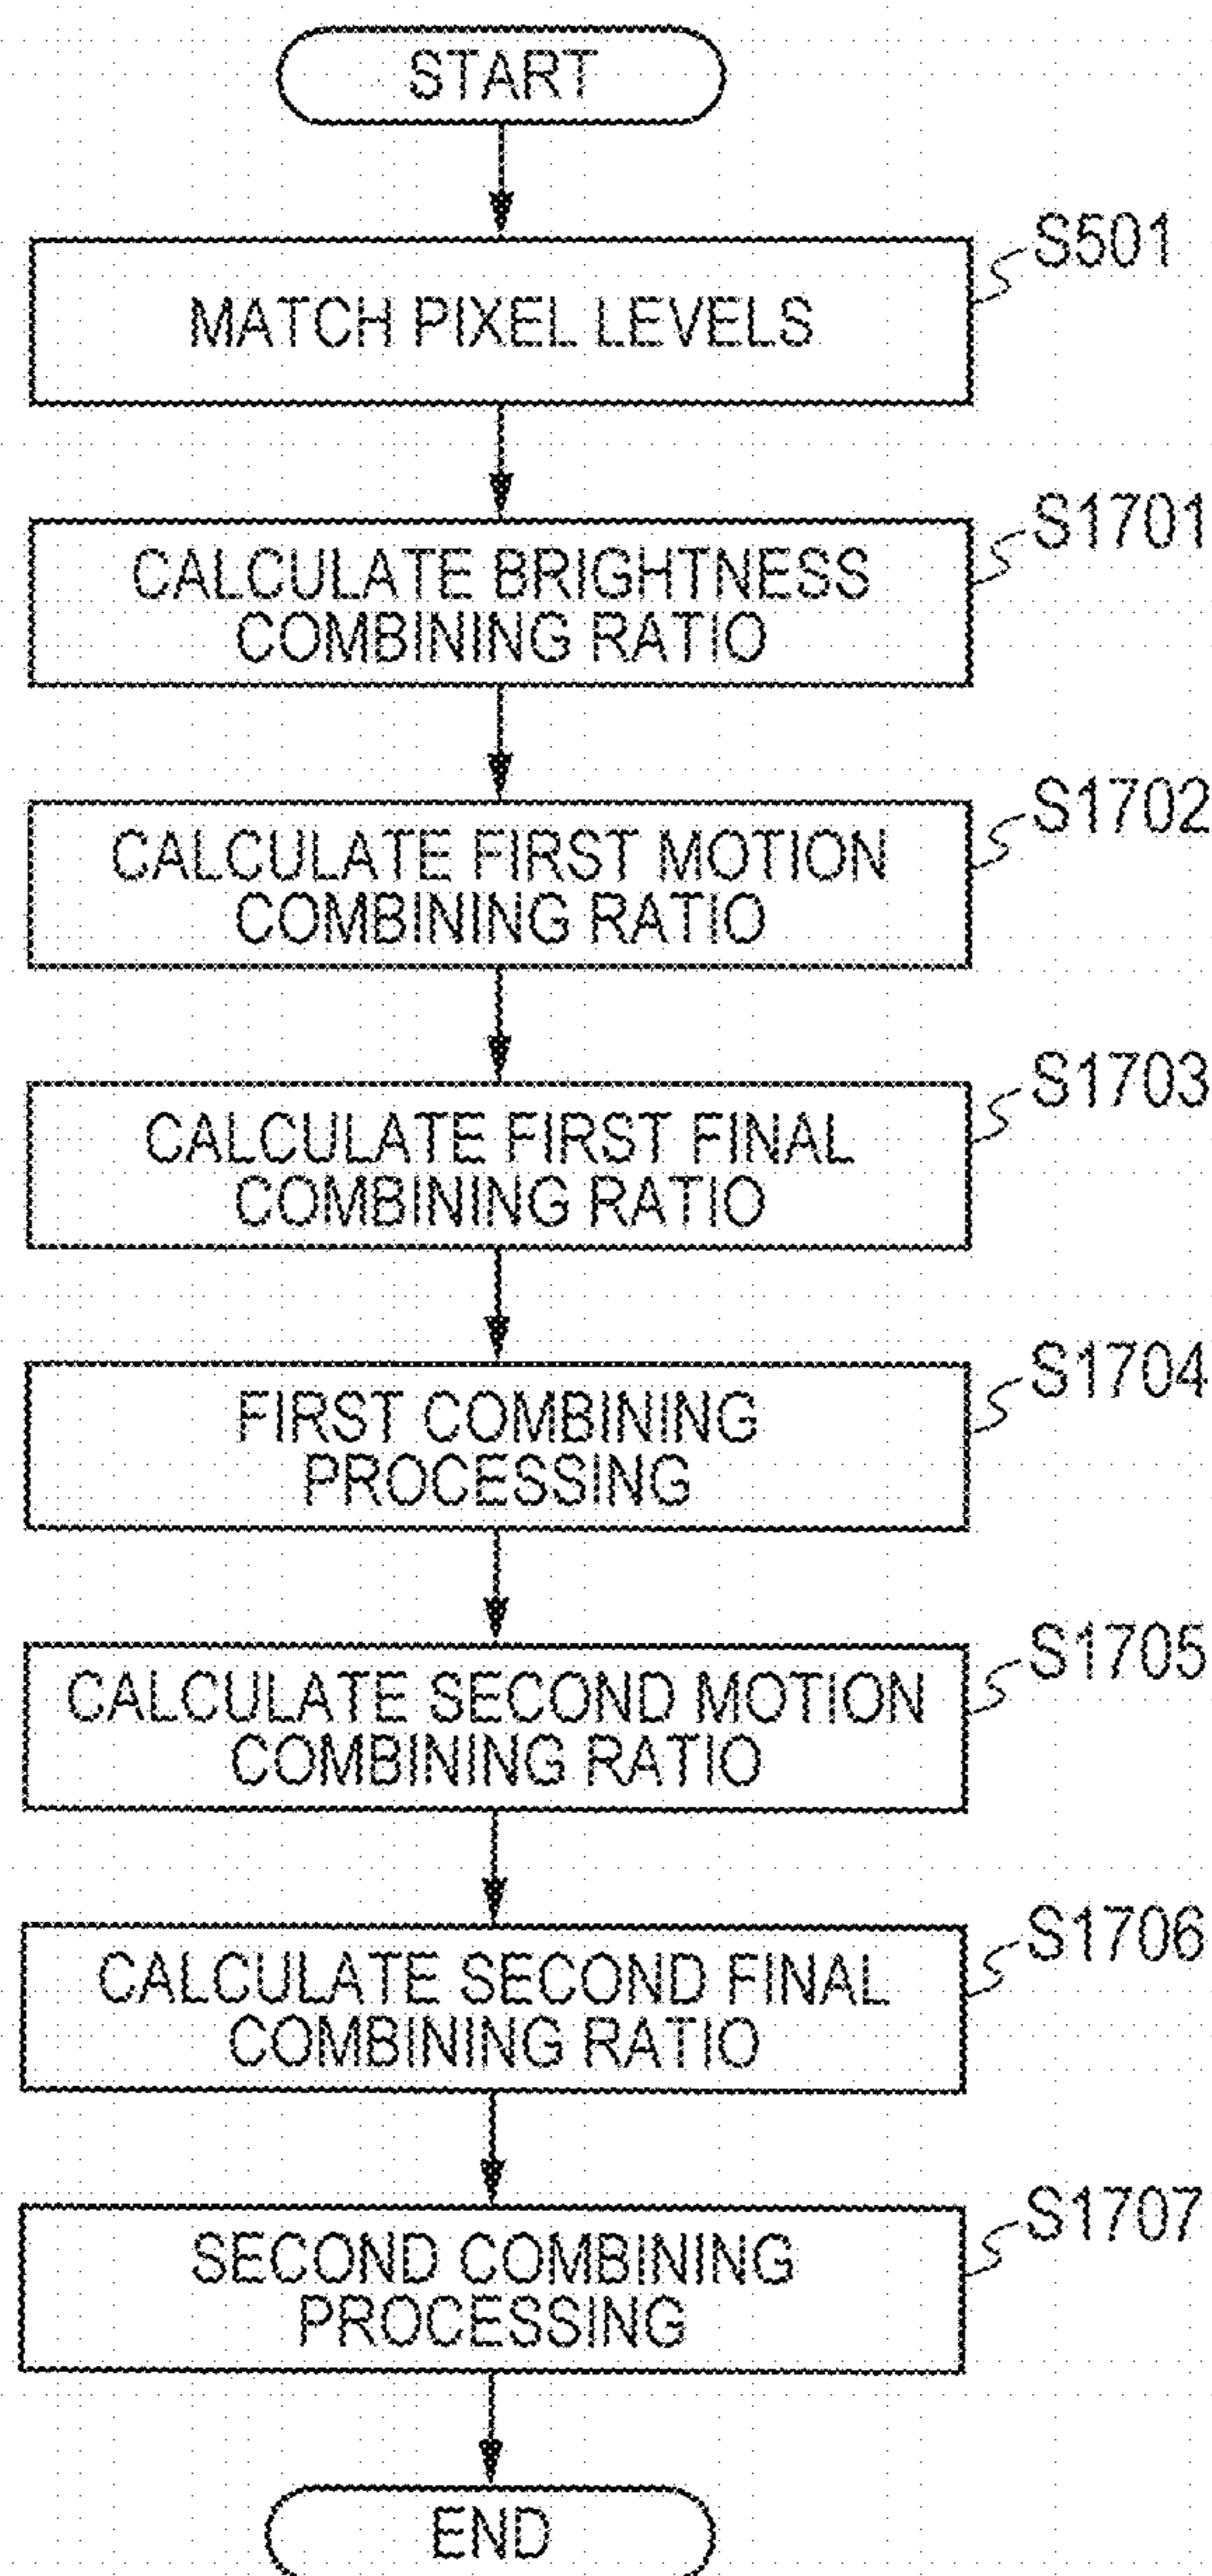 START
S501
MATCH PIXEL LEVELS
S1701
CALCULATE BRIGHTNESS
COMBINING RATIO
S1702
CALCULATE FIRST MOTION
COMBINING RATIO
S1703
CALCULATE FIRST FINAL
COMBINING RATIO
S1704
FIRST COMBINING
PROCESSING
S1705
CALCULATE SECOND MOTION
COMBINING RATIO
S1706
CALCULATE SECOND FINAL
COMBINING RATIO
S1707
SECOND COMBINING
PROCESSING
END